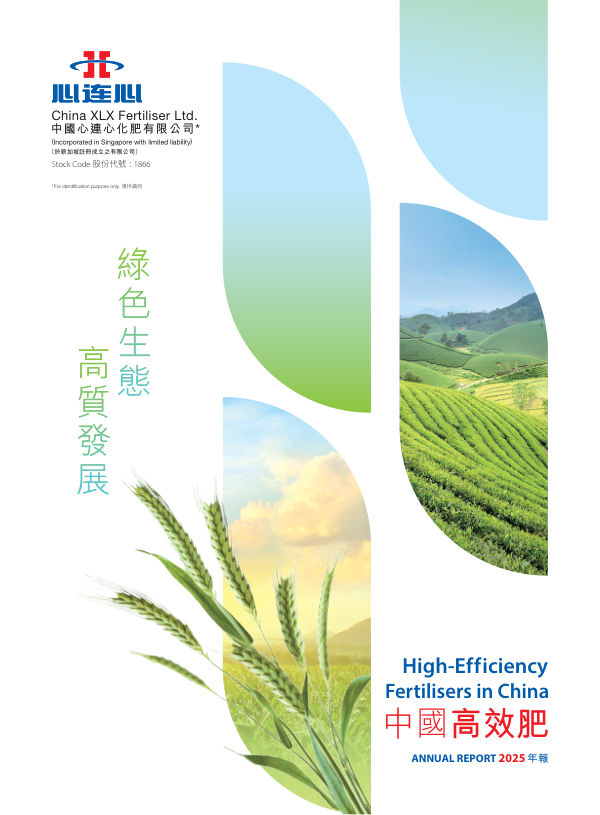 心连心
China XLX Fertiliser Ltd.
中國心連心化肥有限公司*
(Incorporated in Singapore with limited liability)
(於新加坡註冊成立之有限公司)
Stock Code 股份代號：1866
*For identification purpose only 僅供識別
綠色生態
高質發展
High-Efficiency
Fertilisers in China
中國高效肥
ANNUAL REPORT 2025 年報